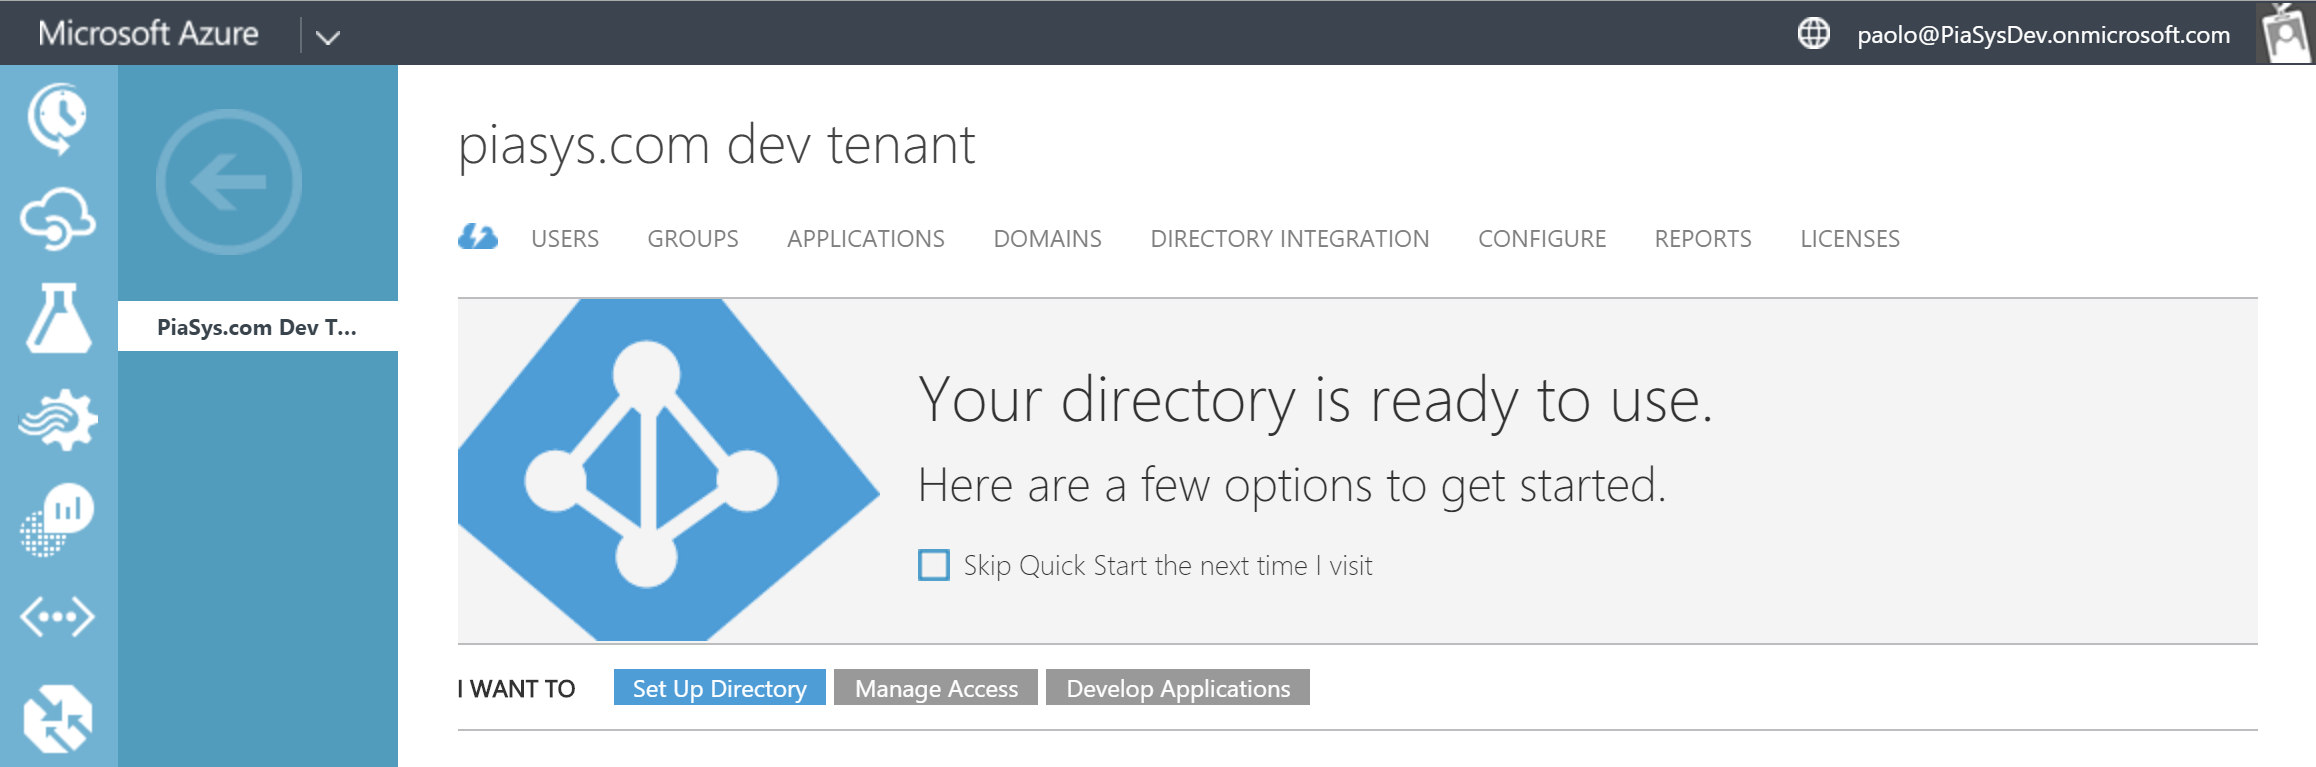 Microsoft Azure
paolo@PiaSysDev.onmicrosoft.com
PiaSys.com Dev T...
piasys.com dev tenant
USERS GROUPS APPLICATIONS DOMAINS DIRECTORY INTEGRATION CONFIGURE REPORTS LICENSES
Your directory is ready to use.
Here are a few options to get started.
Skip Quick Start the next time I visit
I WANT TO Set Up Directory Manage Access Develop Applications